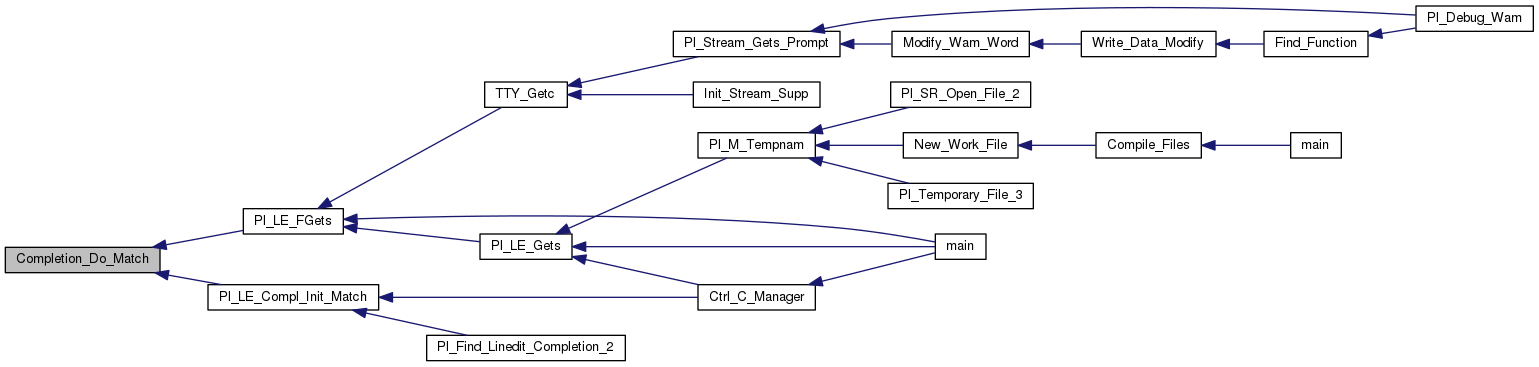 Pl_Debug_Wam
Pl_Stream_Gets_Prompt
Modify_Wam_Word
Write_Data_Modify
Find_Function
TTY_Getc
Init_Stream_Supp
Pl_SR_Open_File_2
Pl_M_Tempnam
New_Work_File
Compile_Files
main
Pl_Temporary_File_3
Pl_LE_FGets
Pl_LE_Gets
main
Completion_Do_Match
Pl_LE_Compl_Init_Match
Ctrl_C_Manager
Pl_Find_Linedit_Completion_2